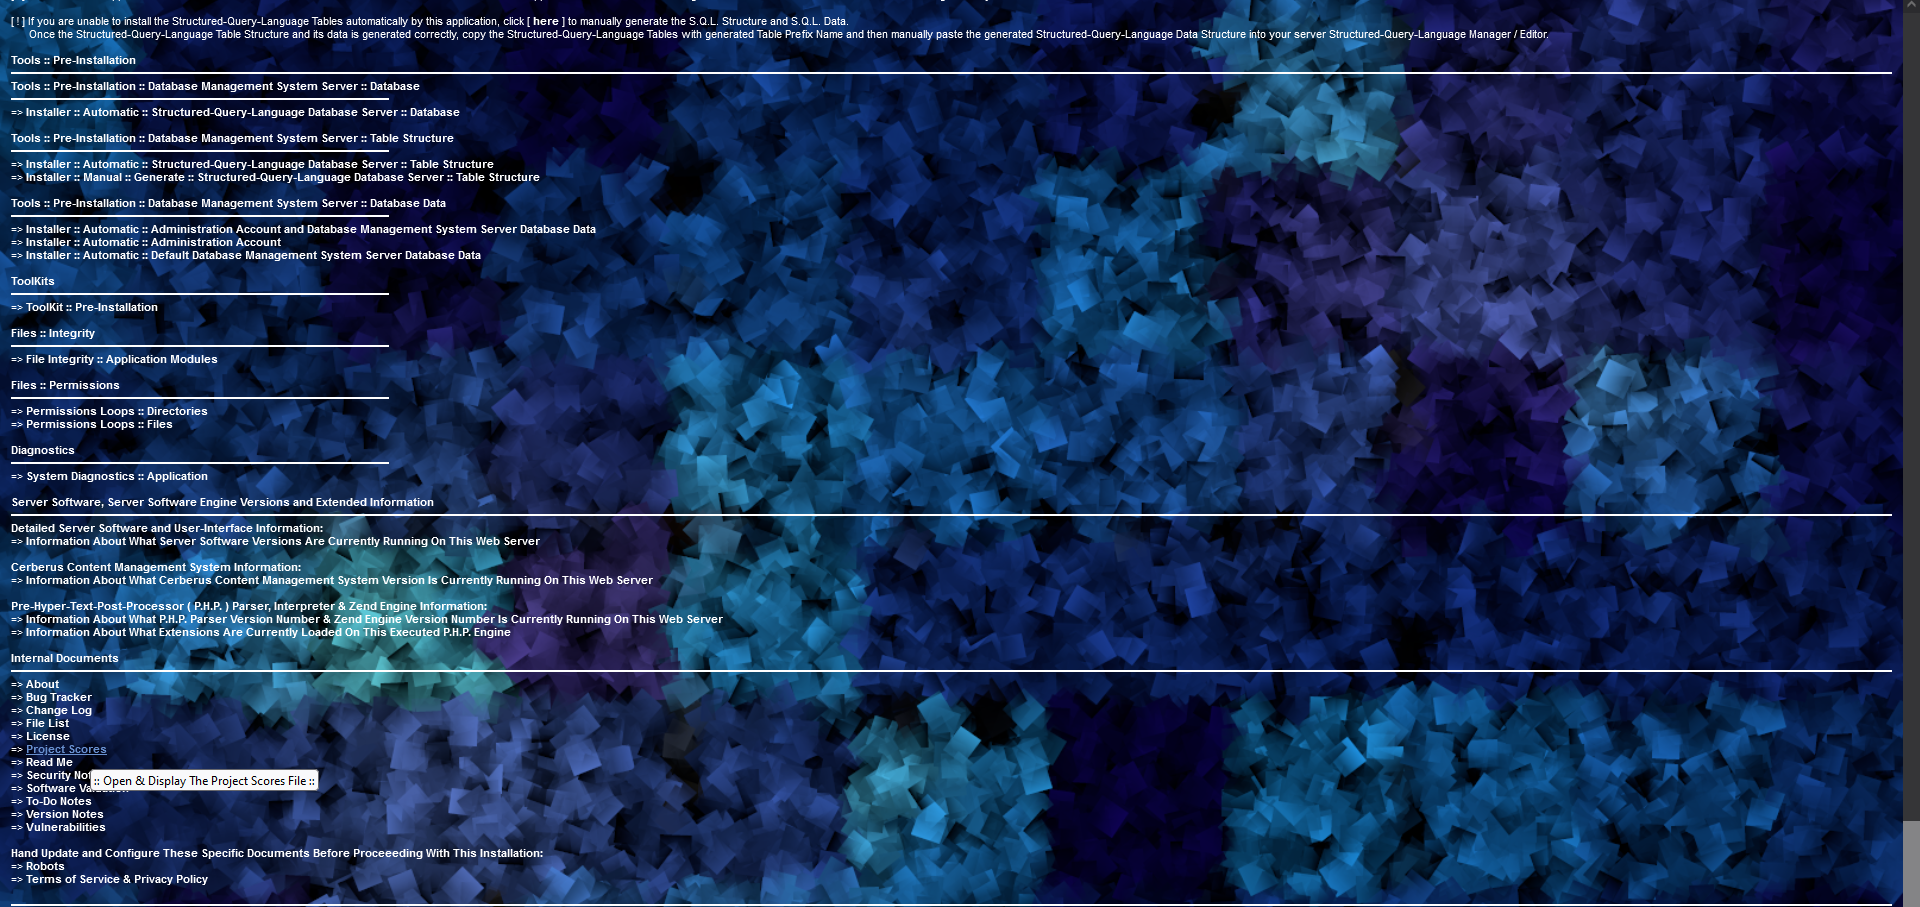 [ ! ] If you are unable to install the Structured-Query-Language Tables automatically by this application, click [ here ] to manually generate the S.Q.L. Structure and S.Q.L. Data.
Once the Structured-Query-Language Table Structure and its data is generated correctly, copy the Structured-Query-Language Tables with generated Table Prefix Name and then manually paste the generated Structured-Query-Language Data Structure into your server Structured-Query-Language Manager / Editor.
Tools :: Pre-Installation
Tools :: Pre-Installation :: Database Management System Server :: Database
=> Installer :: Automatic :: Structured-Query-Language Database Server :: Database
Tools :: Pre-Installation :: Database Management System Server :: Table Structure
=> Installer :: Automatic :: Structured-Query-Language Database Server :: Table Structure
=> Installer :: Manual :: Generate :: Structured-Query-Language Database Server :: Table Structure
Tools :: Pre-Installation :: Database Management System Server :: Database Data
=> Installer :: Automatic :: Administration Account and Database Management System Server Database Data
=> Installer :: Automatic :: Administration Account
=> Installer :: Automatic :: Default Database Management System Server Database Data
ToolKits
=> ToolKit :: Pre-Installation
Files :: Integrity
=> File Integrity :: Application Modules
Files :: Permissions
=> Permissions Loops :: Directories
=> Permissions Loops :: Files
Diagnostics
=> System Diagnostics :: Application
Server Software, Server Software Engine Versions and Extended Information
Detailed Server Software and User-Interface Information:
=> Information About What Server Software Versions Are Currently Running On This Web Server
Cerberus Content Management System Information:
=> Information About What Cerberus Content Management System Version Is Currently Running On This Web Server
Pre-Hyper-Text-Post-Processor ( P.H.P. ) Parser, Interpreter & Zend Engine Information:
=> Information About What P.H.P. Parser Version Number & Zend Engine Version Number Is Currently Running On This Web Server
=> Information About What Extensions Are Currently Loaded On This Executed P.H.P. Engine
Internal Documents
=> About
=> Bug Tracker
=> Change Log
=> File List
=> License
=> Project Scores
=> Read Me
=> Security
:: Open & Display The Project Scores File ::
=> Software
=> To-Do Notes
=> Version Notes
=> Vulnerabilities
Hand Update and Configure These Specific Documents Before Proceeeding With This Installation:
=> Robots
=> Terms of Service & Privacy Policy